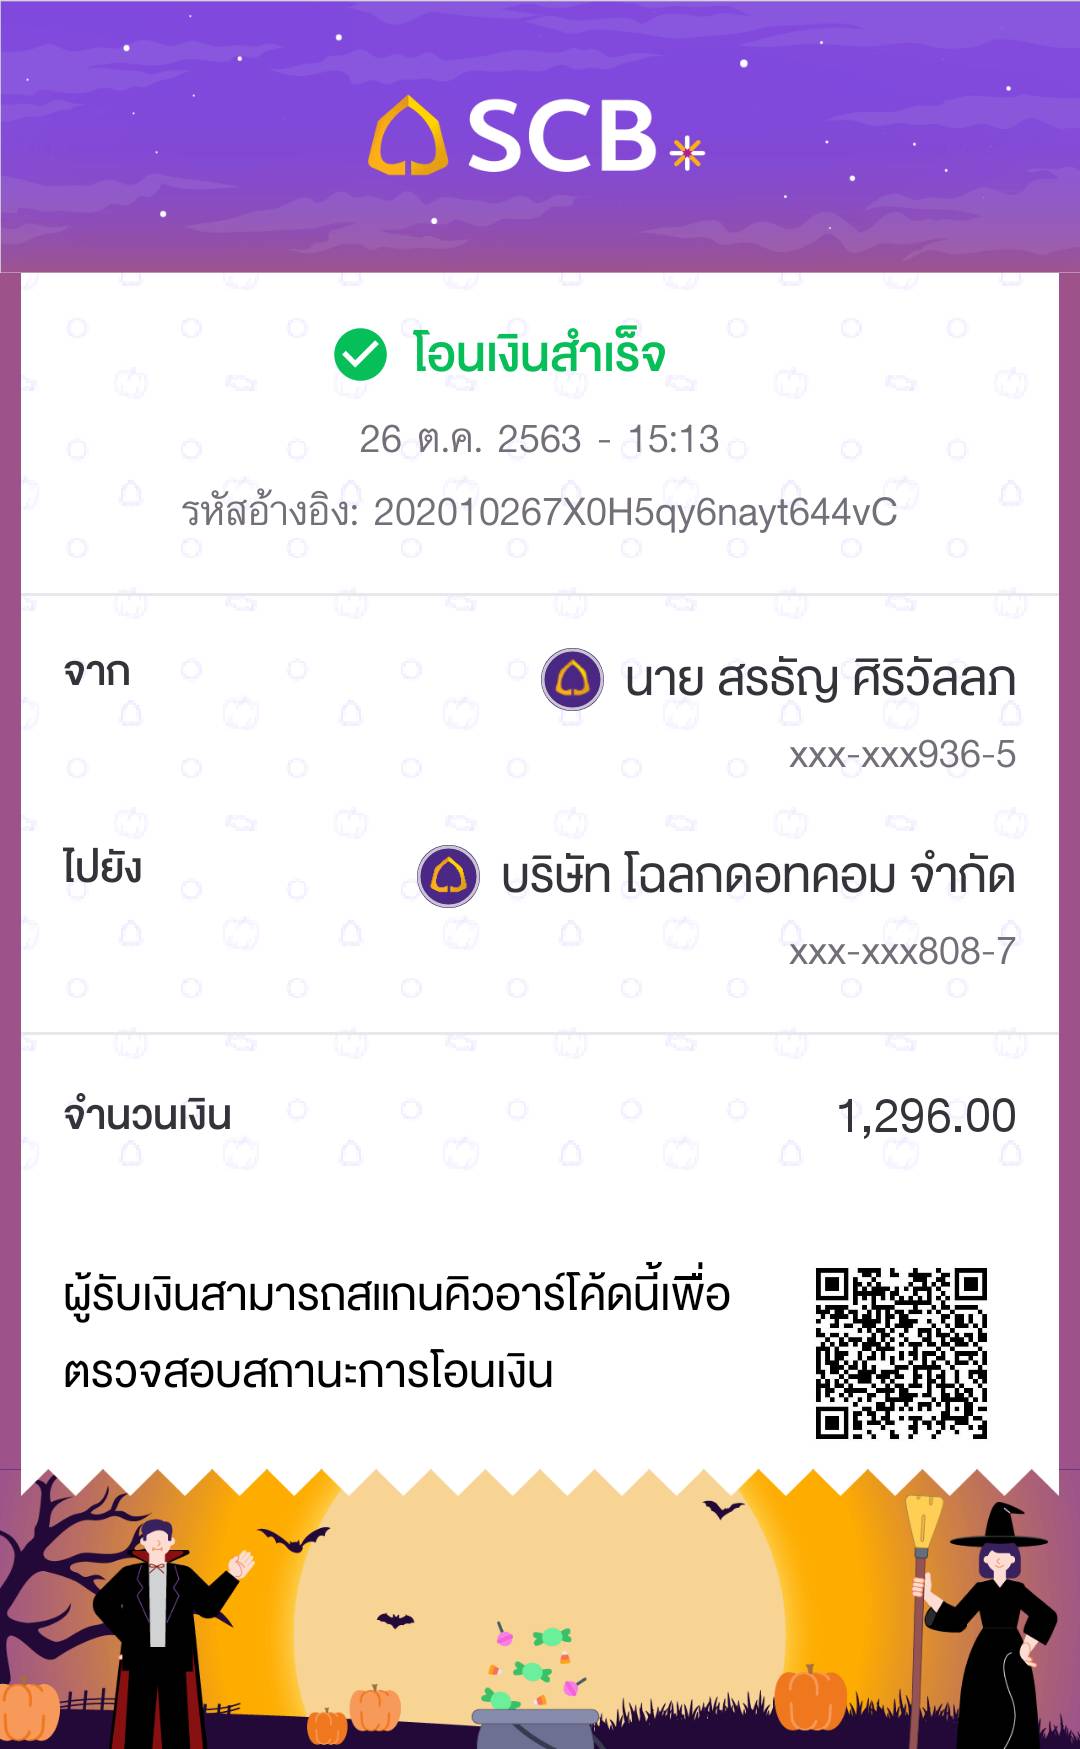 SCB
โอนเงินสำเร็จ
26 ต.ค. 2563 - 15:13
รหัสอ้างอิง: 202010267X0H5qy6nayt644vC
จาก
นาย สรธัญ ศิริวัลลภ
xxx-xxx936-5
ไปยัง
บริษัท โฉลกดอทคอม จำกัด
xxx-xxx808-7
จำนวนเงิน
1,296.00
ผู้รับเงินสามารถสแกนคิวอาร์โค้ดนี้เพื่อ
ตรวจสอบสถานะการโอนเงิน